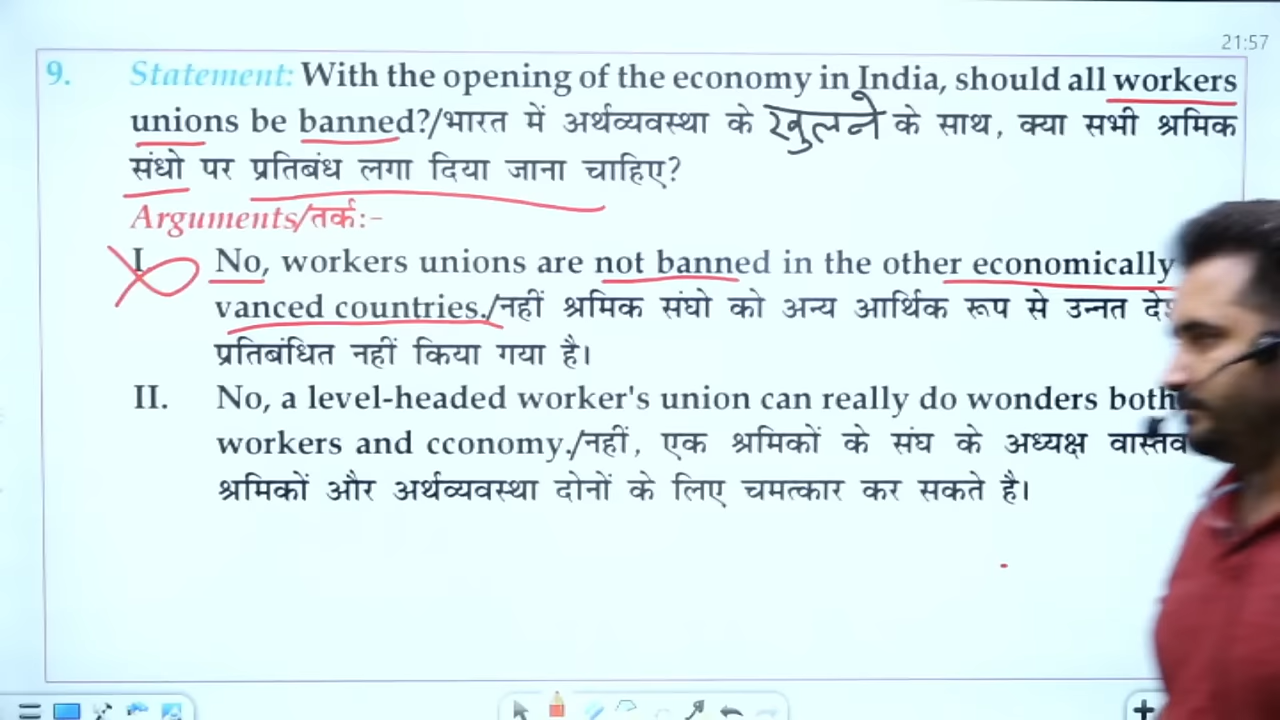 21:57
9. Statement: With the opening of the economy in India, should all workers
unions be banned?/भारत में अर्थव्यवस्था के खुलने के साथ, क्या सभी श्रमिक
संघो पर प्रतिबंध लगा दिया जाना चाहिए?
Arguments/तर्क:-
I. No, workers unions are not banned in the other economically
vanced countries./नहीं श्रमिक संघो को अन्य आर्थिक रूप से उन्नत
प्रतिबंधित नहीं किया गया है।
II. No, a level-headed worker's union can really do wonders both
workers and cconomy./नहीं, एक श्रमिकों के संघ के अध्यक्ष
श्रमिकों और अर्थव्यवस्था दोनों के लिए चमत्कार कर सकते है।